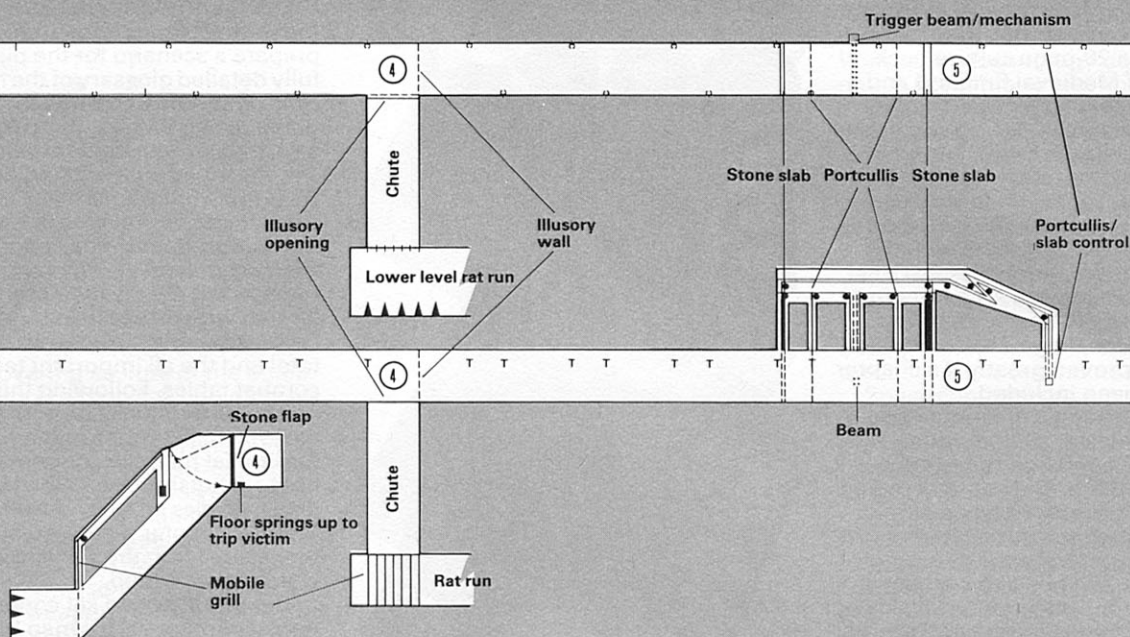 Trigger beam/mechanism
4
5
Stone slab
Portcullis
Stone slab
Chute
Illusory
opening
Illusory
wall
Portcullis/
slab control
Lower level rat run
4
5
Stone flap
Beam
4
Chute
Floor springs up to
trip victim
Mobile
grill
Rat run